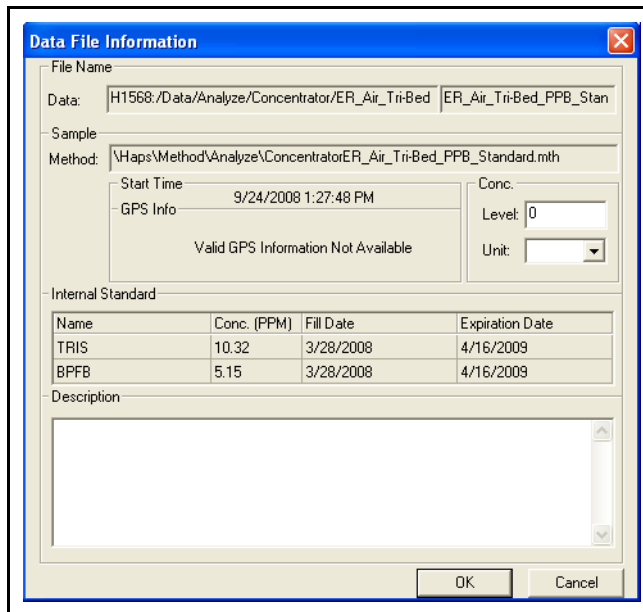 Data File Information
File Name
Data: H1568:/Data/Analyze/Concentrator/ER_Air_Tri-Bed ER_Air_Tri-Bed_PPB_Stan
Sample
Method: \Haps\Method\Analyze\ConcentratorER_Air_Tri-Bed_PPB_Standard.mth
Start Time
9/24/2008 1:27:48 PM
GPS Info
Valid GPS Information Not Available
Conc.
Level: 0
Unit:
Internal Standard
Name Conc. (PPM) Fill Date Expiration Date
TRIS 10.32 3/28/2008 4/16/2009
BPFB 5.15 3/28/2008 4/16/2009
Description
OK Cancel